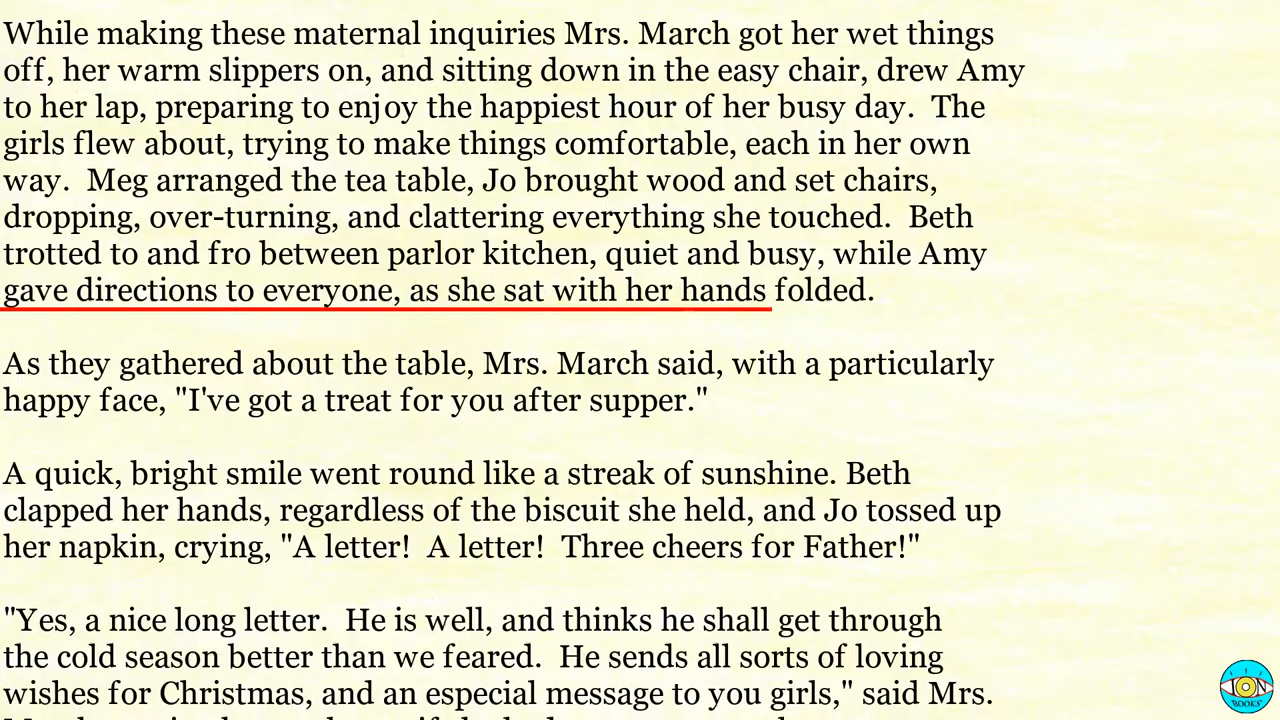 While making these maternal inquiries Mrs. March got her wet things
off, her warm slippers on, and sitting down in the easy chair, drew Amy
to her lap, preparing to enjoy the happiest hour of her busy day.  The
girls flew about, trying to make things comfortable, each in her own
way.  Meg arranged the tea table, Jo brought wood and set chairs,
dropping, over-turning, and clattering everything she touched.  Beth
trotted to and fro between parlor kitchen, quiet and busy, while Amy
gave directions to everyone, as she sat with her hands folded.
As they gathered about the table, Mrs. March said, with a particularly
happy face, "I've got a treat for you after supper."
A quick, bright smile went round like a streak of sunshine. Beth
clapped her hands, regardless of the biscuit she held, and Jo tossed up
her napkin, crying, "A letter!  A letter!  Three cheers for Father!"
"Yes, a nice long letter.  He is well, and thinks he shall get through
the cold season better than we feared.  He sends all sorts of loving
wishes for Christmas, and an especial message to you girls," said Mrs.
ION
BOOKS